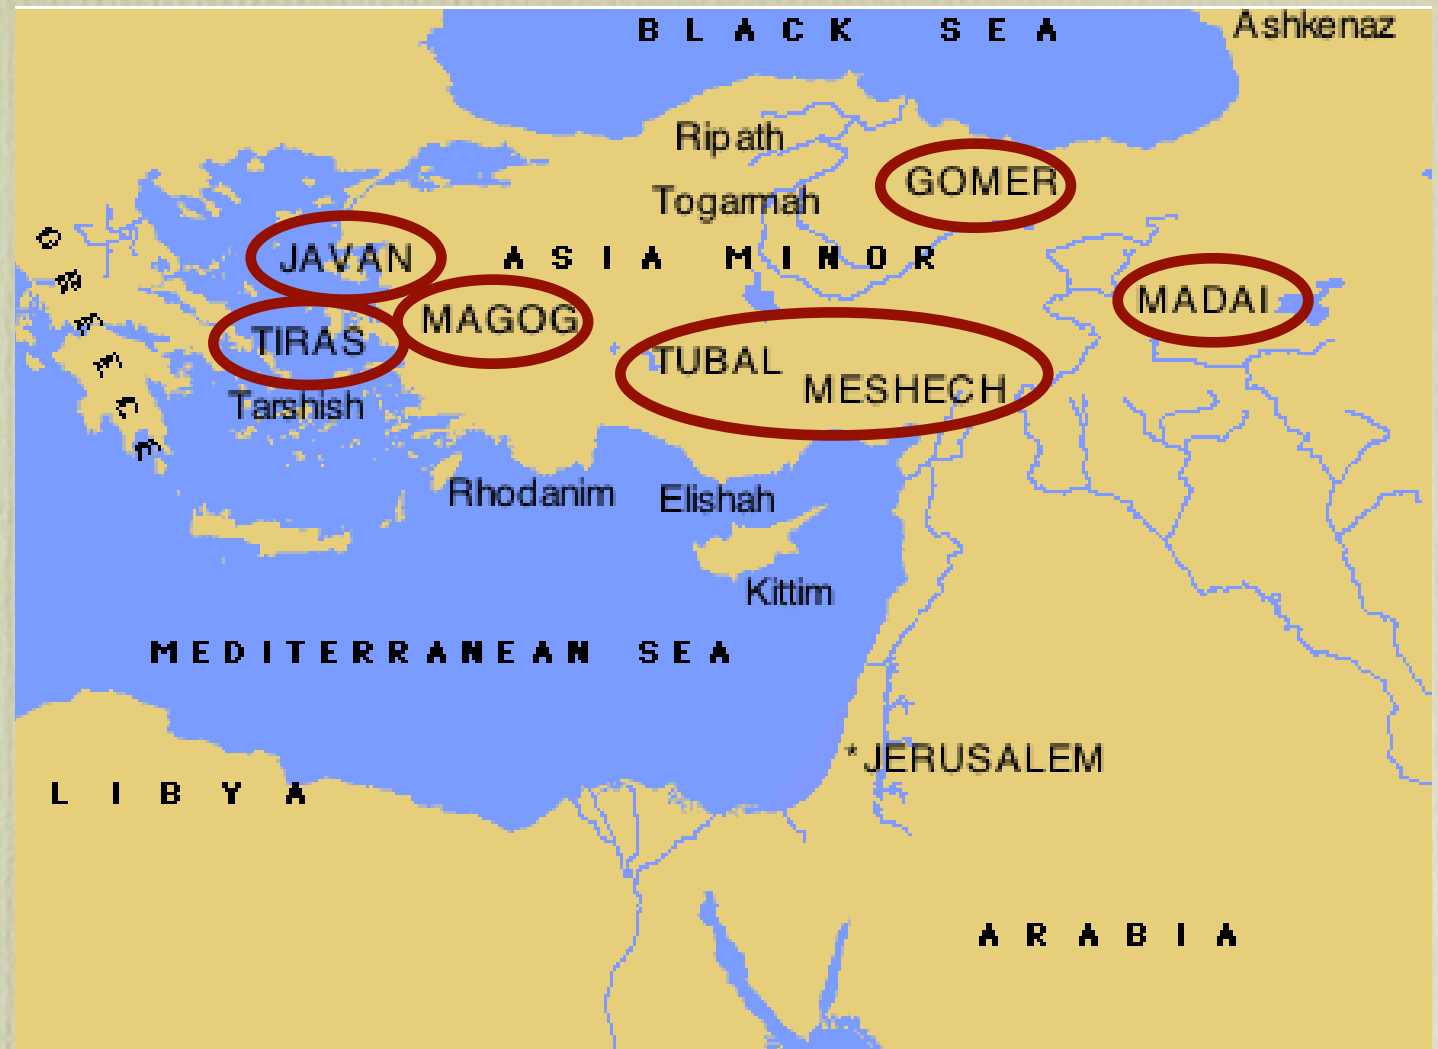 BLACK SEA
Ashkenaz
Ripath
GOMER
Togarmah
GREECE
JAVAN
ASIA MINOR
MADAI
MAGOG
TIRAS
TUBAL
MESHECH
Tarshish
Rhodanim
Elishah
Kittim
MEDITERRANEAN SEA
*JERUSALEM
LIBYA
ARABIA